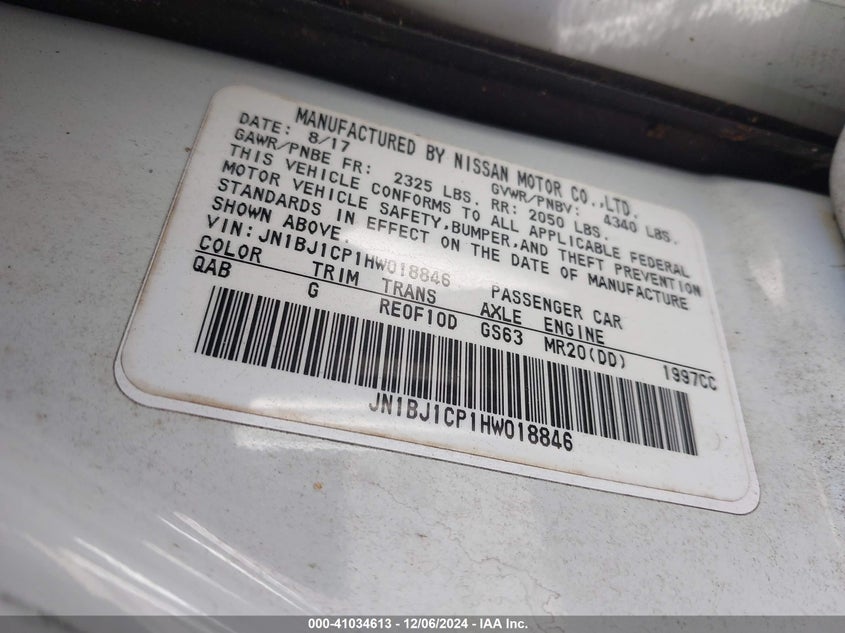 MANUFACTURED BY NISSAN MOTOR CO.,LTD.
DATE: 8/17 GVWR/PNBV: 4340 LBS.
GAWR/PNBE FR: 2325 LBS. RR: 2050 LBS.
THIS VEHICLE CONFORMS TO ALL APPLICABLE FEDERAL
MOTOR VEHICLE SAFETY,BUMPER,AND THEFT PREVENTION
STANDARDS IN EFFECT ON THE DATE OF MANUFACTURE
SHOWN ABOVE.
VIN: JN1BJ1CP1HW018846 PASSENGER CAR
COLOR TRIM TRANS AXLE ENGINE
QAB G RE0F10D GS63 MR20(DD) 1997CC
JN1BJ1CP1HW018846
000-41034613 - 12/06/2024 - IAA Inc.